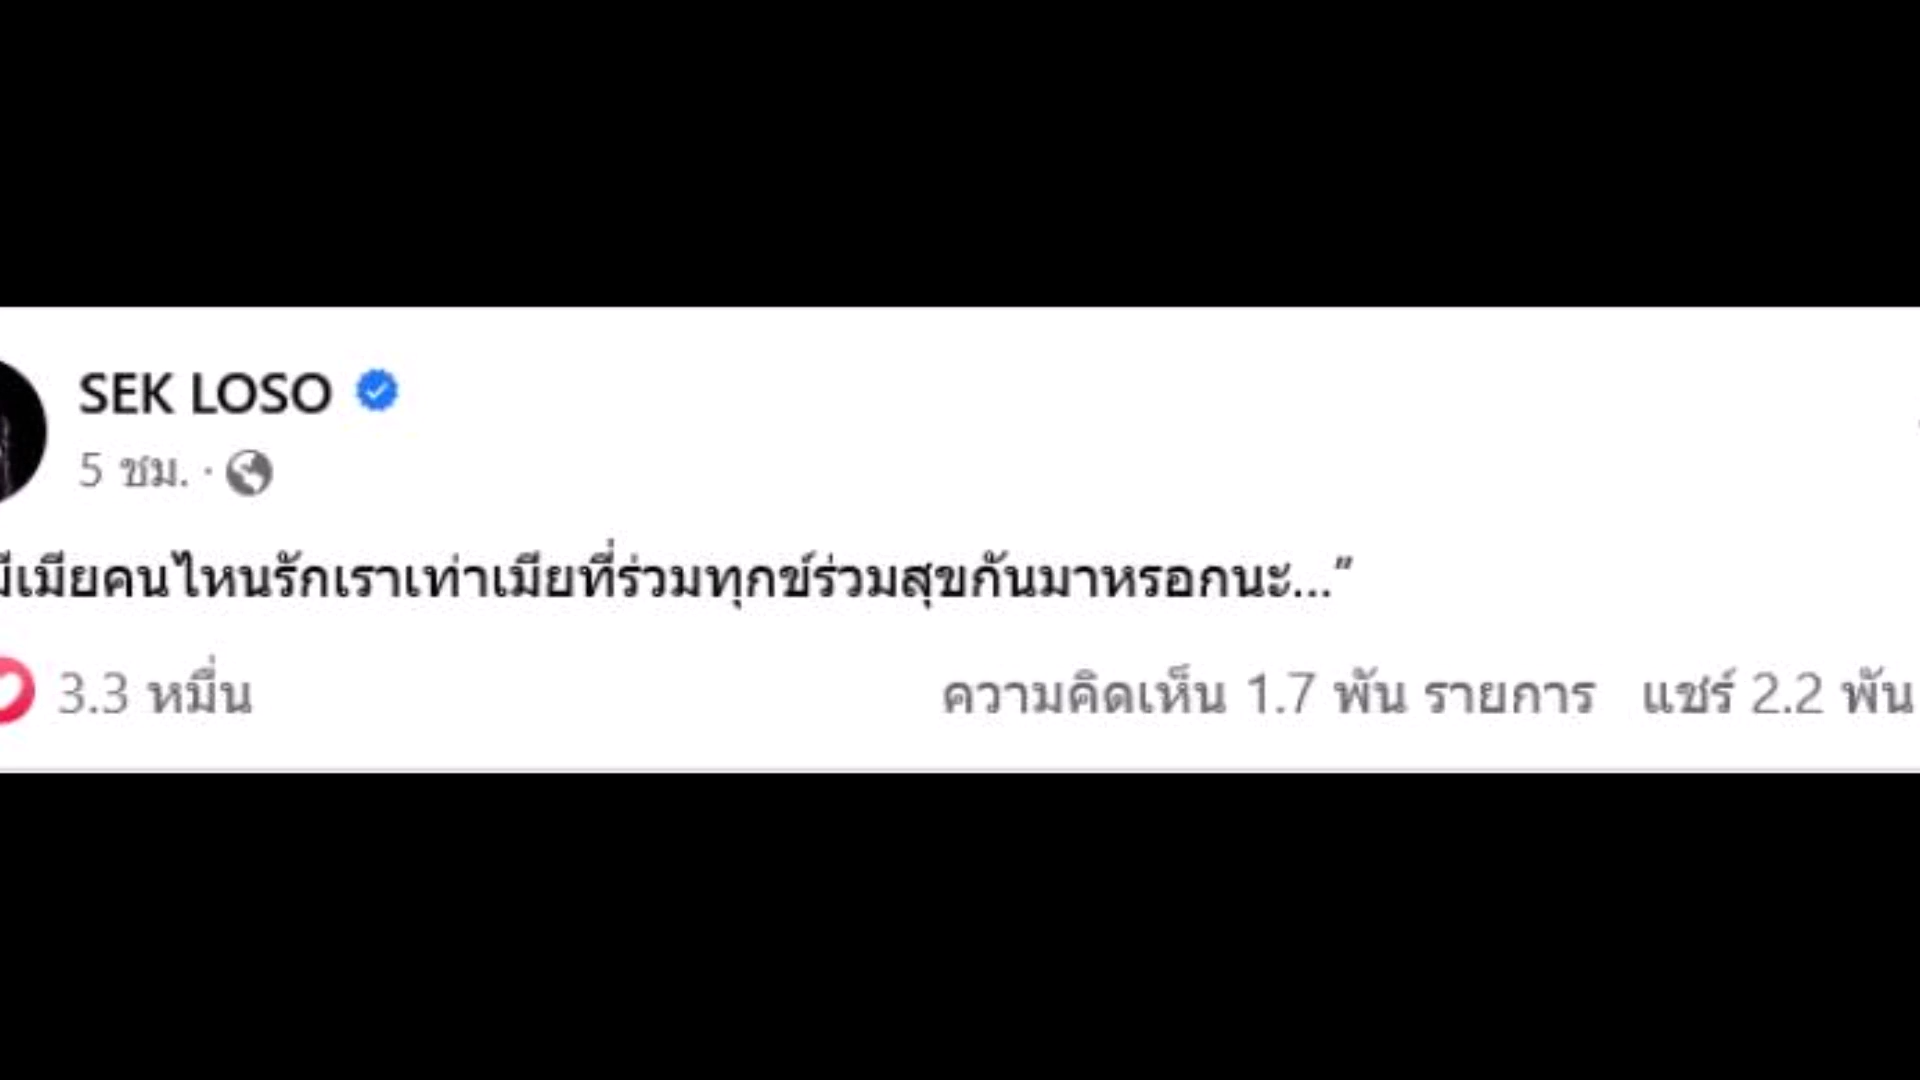 SEK LOSO
5 ชม.
มีเมียคนไหนรักเราเท่าเมียที่ร่วมทุกข์ร่วมสุขกันมาหรอกนะ..."
3.3 หมื่น ความคิดเห็น 1.7 พัน รายการ แชร์ 2.2 พัน